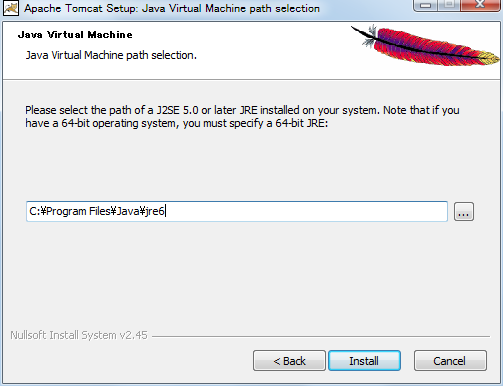 Apache Tomcat Setup: Java Virtual Machine path selection
Java Virtual Machine
Java Virtual Machine path selection.
Please select the path of a J2SE 5.0 or later JRE installed on your system. Note that if you
have a 64-bit operating system, you must specify a 64-bit JRE:
C:¥Program Files¥Java¥jre6
...
Nullsoft Install System v2.45
< Back
Install
Cancel